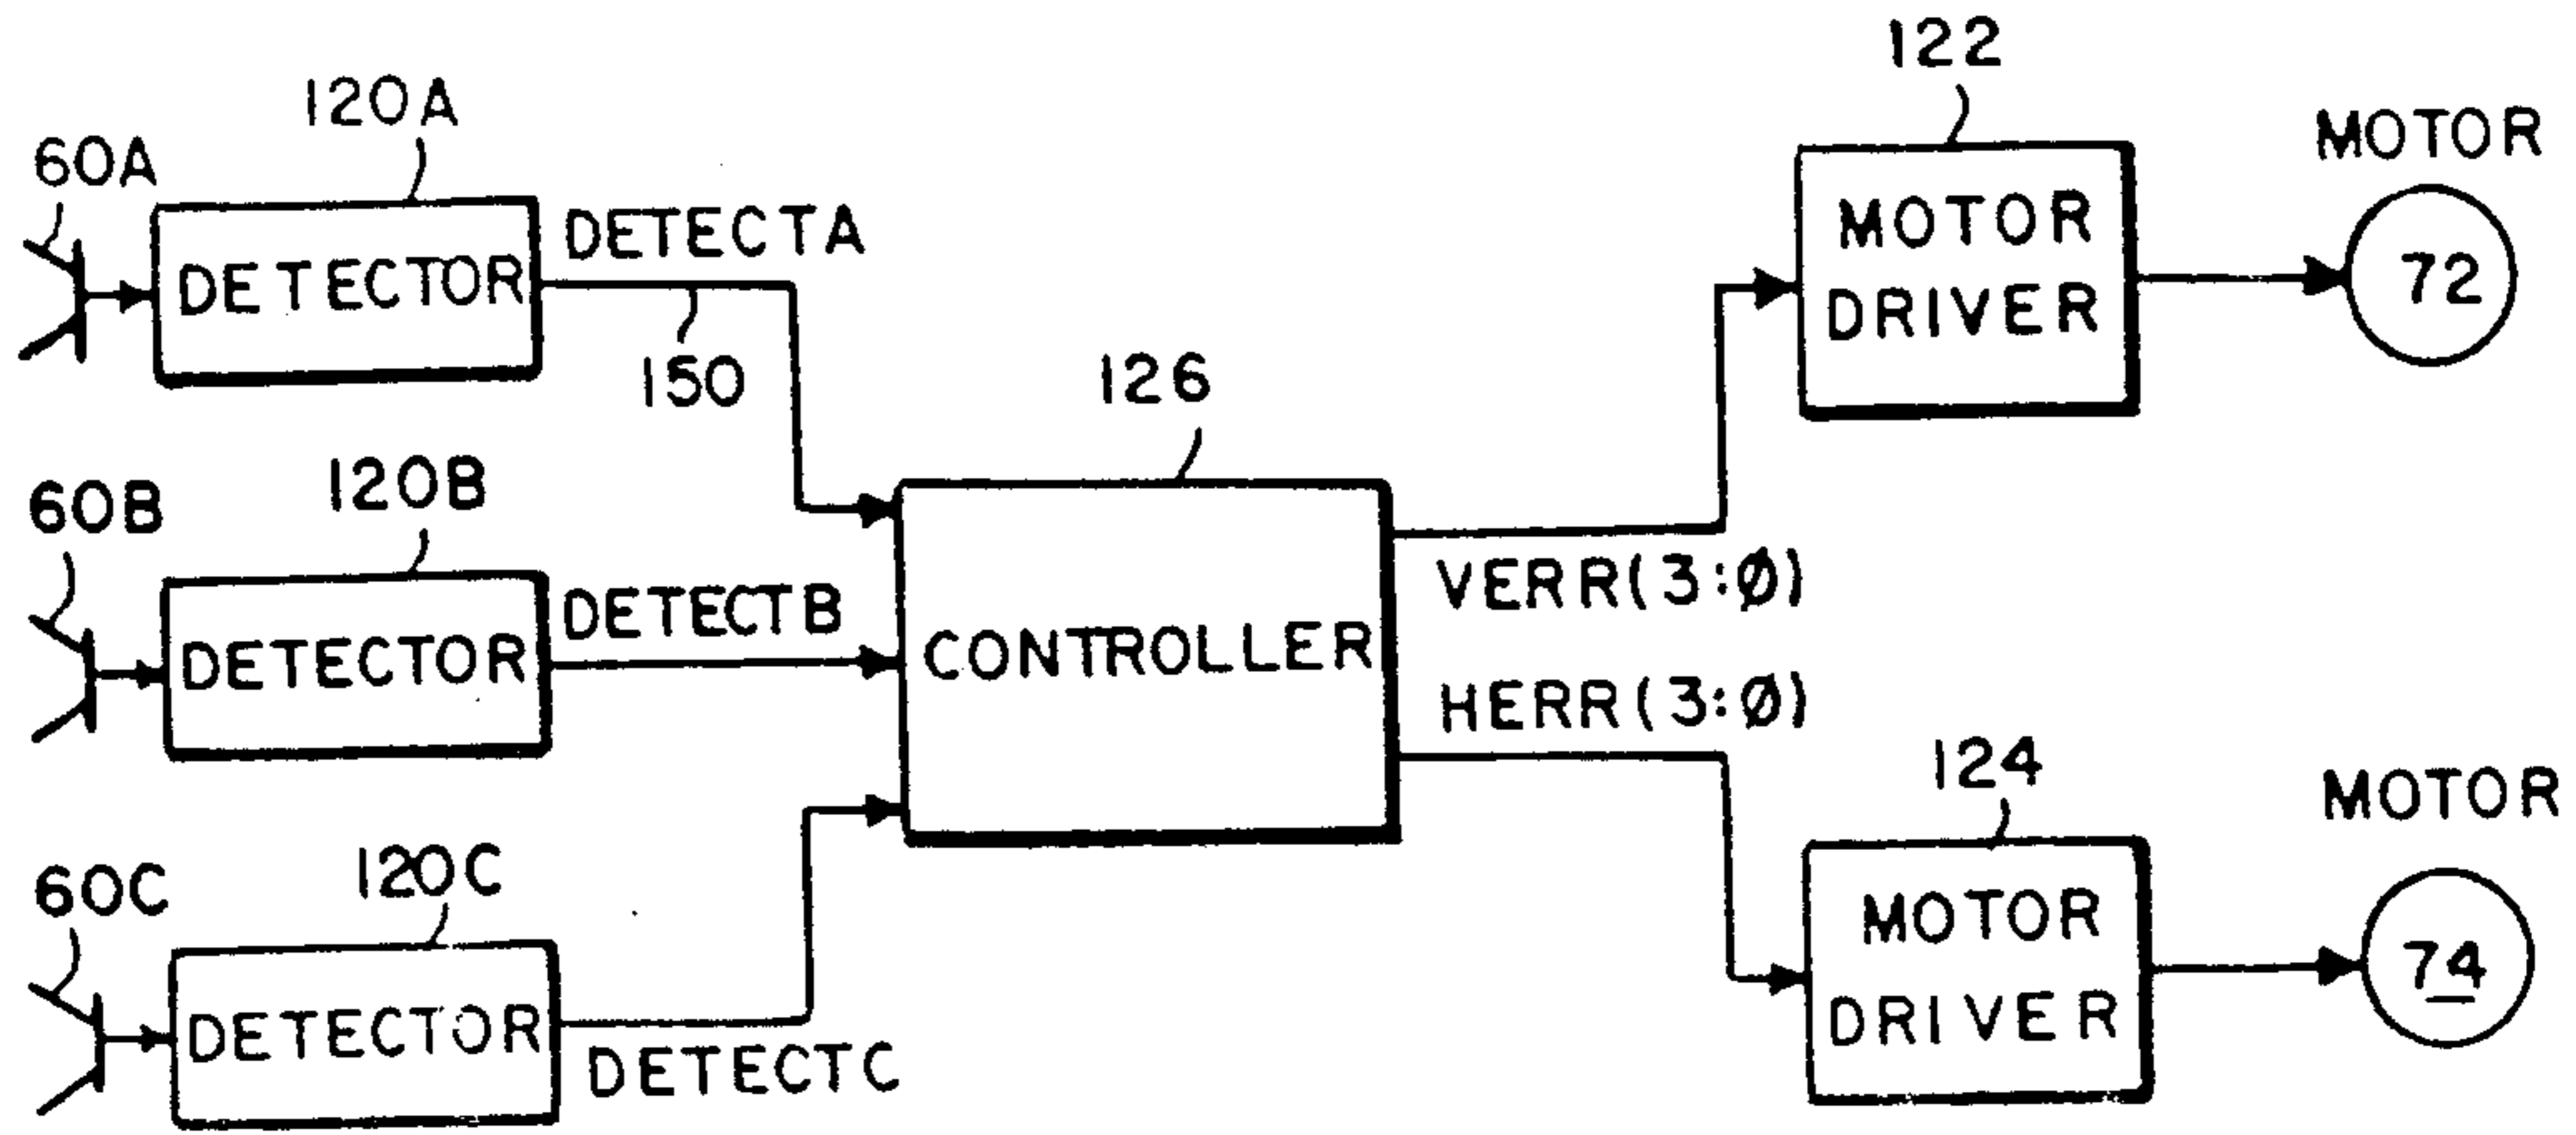 122
MOTOR
120A
60A
DETECTOR
DETECTA
150
MOTOR
DRIVER
72
126
120B
60B
DETECTOR
DETECTB
CONTROLLER
VERR(3:Ø)
HERR(3:Ø)
124
MOTOR
120C
60C
DETECTOR
DETECTC
MOTOR
DRIVER
74